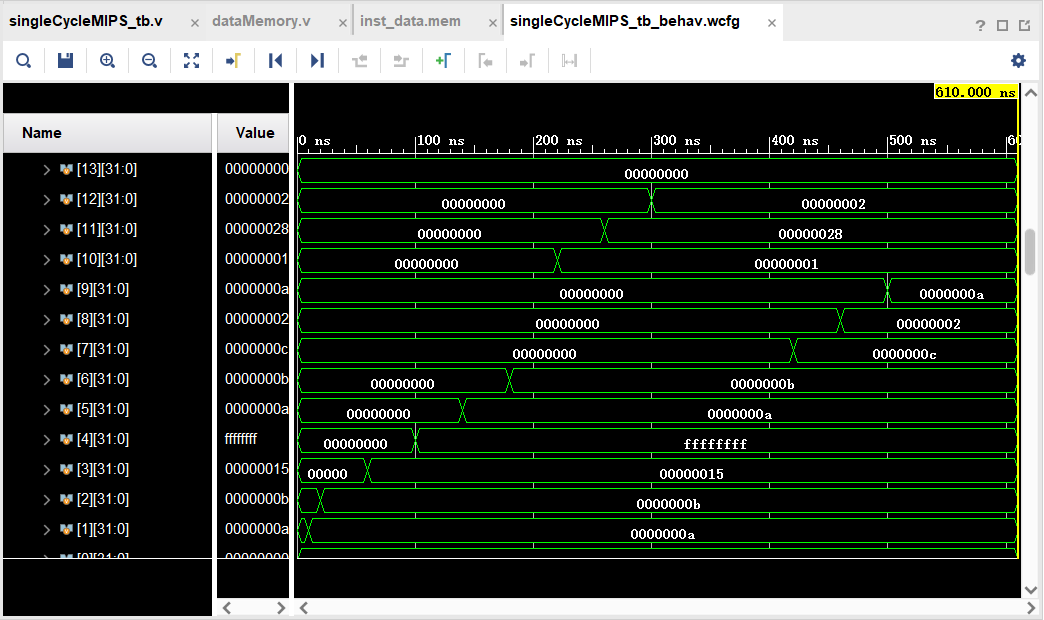 singleCycleMIPS_tb.v × dataMemory.v × inst_data.mem × singleCycleMIPS_tb_behav.wcfg × ?
610.000 ns
Name Value 0 ns 100 ns 200 ns 300 ns 400 ns 500 ns
[13][31:0] 00000000 00000000
[12][31:0] 00000002 00000000 00000002
[11][31:0] 00000028 00000000 00000028
[10][31:0] 00000001 00000000 00000001
[9][31:0] 0000000a 00000000 0000000a
[8][31:0] 00000002 00000000 00000002
[7][31:0] 0000000c 00000000 0000000c
[6][31:0] 0000000b 00000000 0000000b
[5][31:0] 0000000a 00000000 0000000a
[4][31:0] ffffffff 00000000 ffffffff
[3][31:0] 00000015 00000 00000015
[2][31:0] 0000000b 0000000b
[1][31:0] 0000000a 0000000a